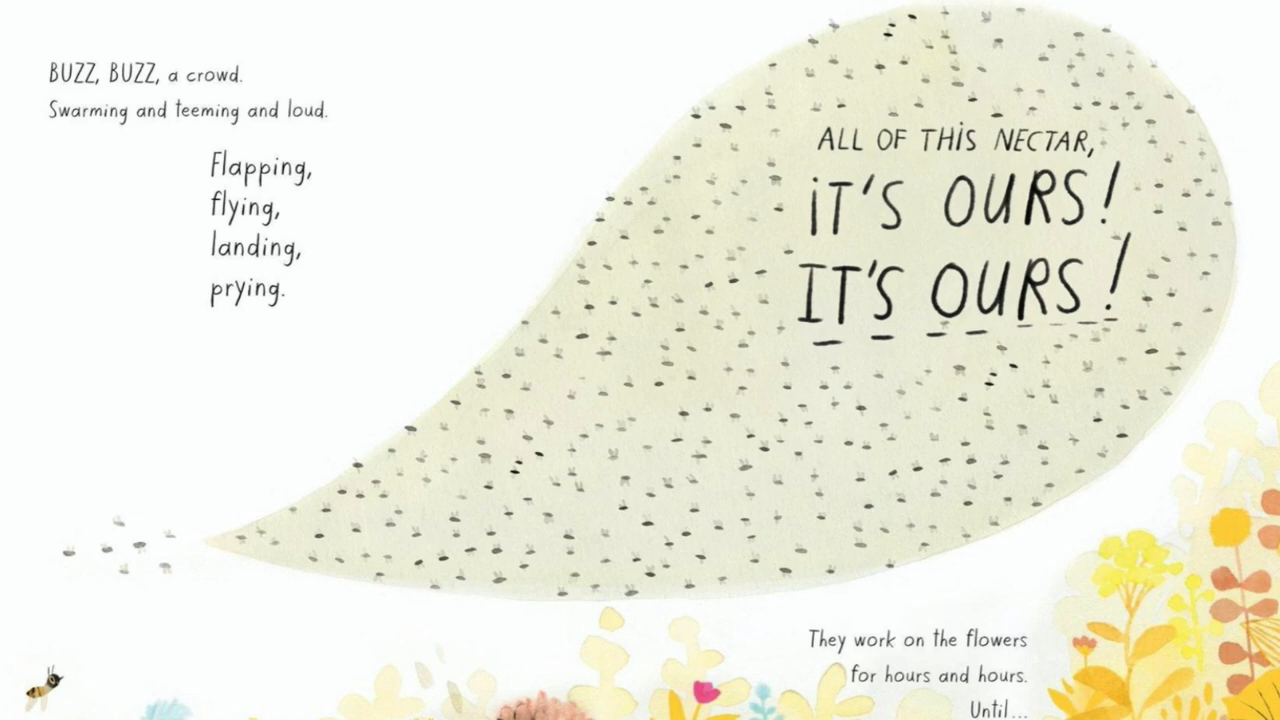 BUZZ, BUZZ, a crowd.
Swarming and teeming and loud.
Flapping,
flying,
landing,
prying.
ALL OF THiS NECTAR,
iT'S OURS!
IT'S OURS!
They work on the flowers
for hours and hours.
Until...